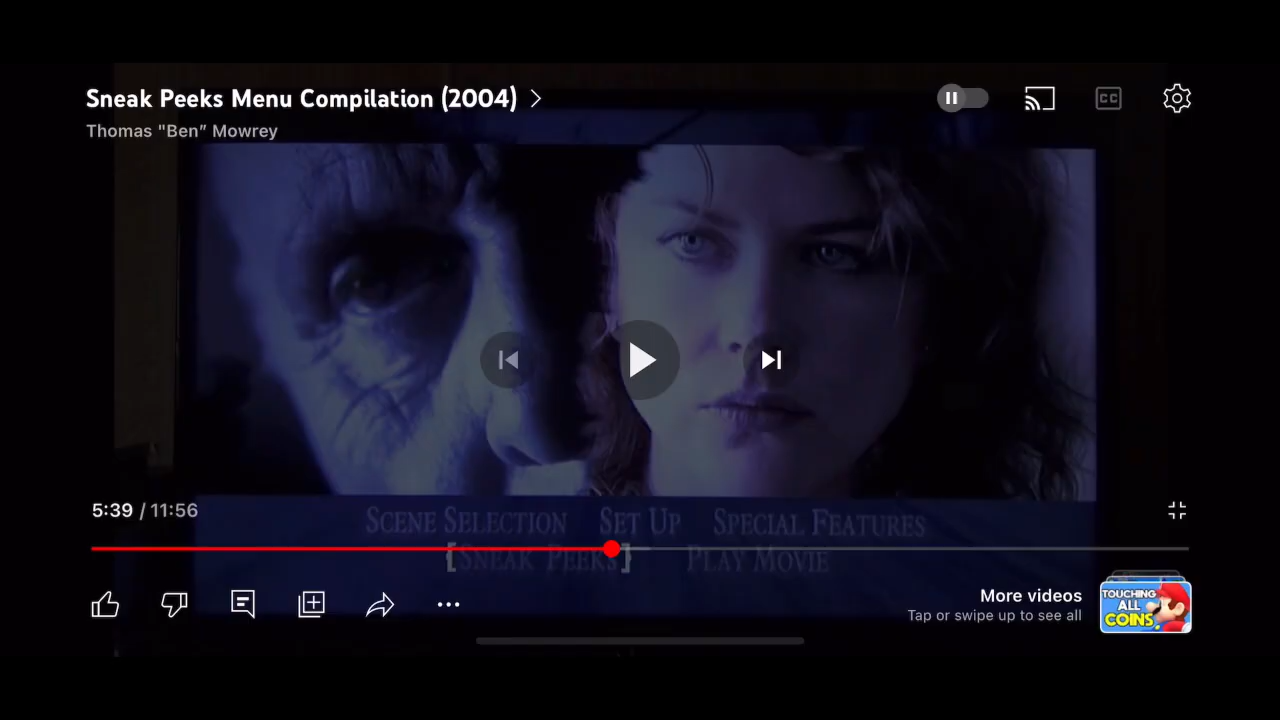 Sneak Peeks Menu Compilation (2004)
Thomas "Ben" Mowrey
CC
5:39 / 11:56
SCENE SELECTION SET UP SPECIAL FEATURES
[SNEAK PEEKS] PLAY MOVIE
More videos
Tap or swipe up to see all
TOUCHING
ALL
COINS.